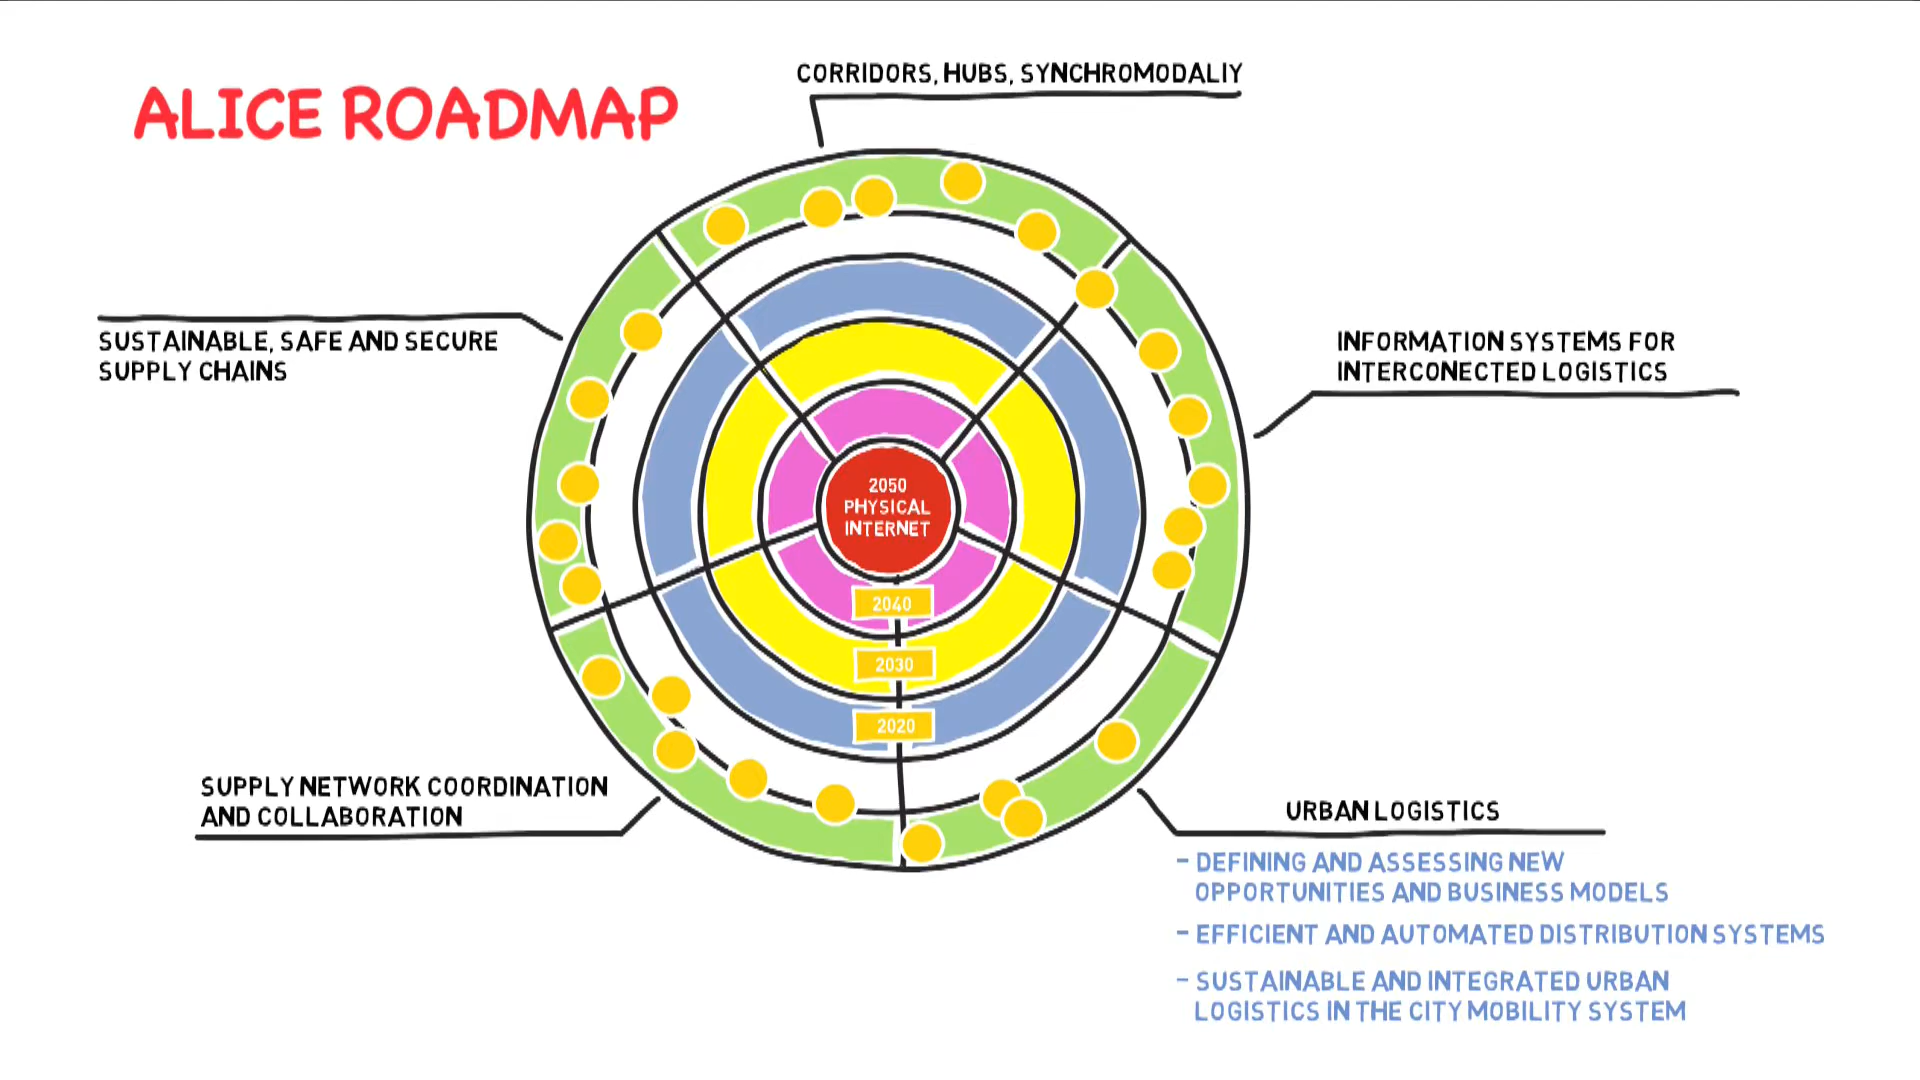 CORRIDORS, HUBS, SYNCHROMODALIY
ALICE ROADMAP
SUSTAINABLE, SAFE AND SECURE
SUPPLY CHAINS
INFORMATION SYSTEMS FOR
INTERCONECTED LOGISTICS
2050
PHYSICAL
INTERNET
2040
2030
2020
SUPPLY NETWORK COORDINATION
AND COLLABORATION
URBAN LOGISTICS
- DEFINING AND ASSESSING NEW
OPPORTUNITIES AND BUSINESS MODELS
- EFFICIENT AND AUTOMATED DISTRIBUTION SYSTEMS
- SUSTAINABLE AND INTEGRATED URBAN
LOGISTICS IN THE CITY MOBILITY SYSTEM